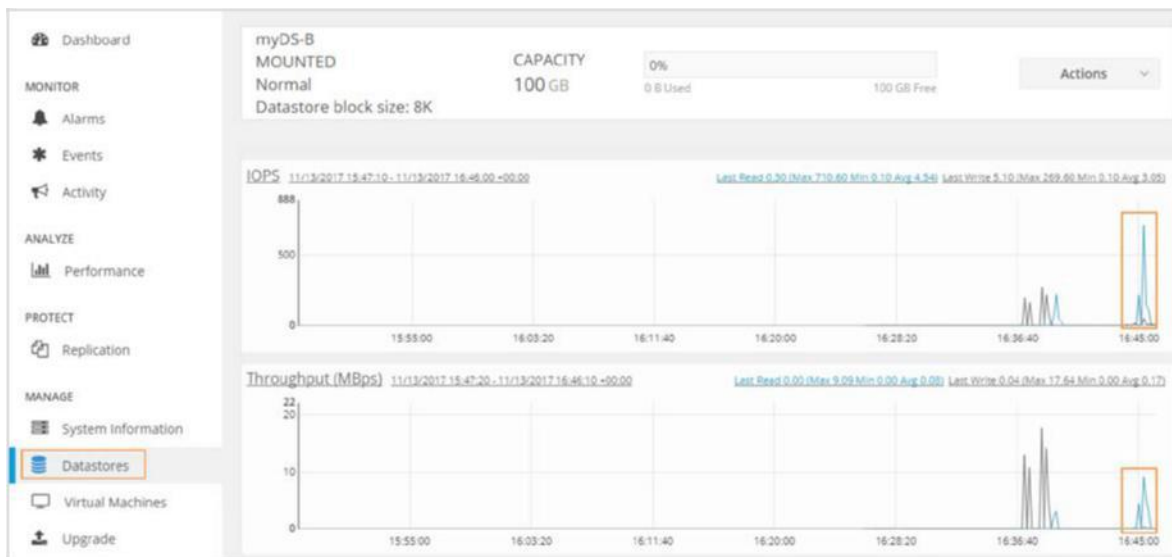 Dashboard
MONITOR
Alarms
Events
Activity
ANALYZE
Performance
PROTECT
Replication
MANAGE
System Information
Datastores
Virtual Machines
Upgrade
myDS-B
MOUNTED
Normal
Datastore block size: 8K
CAPACITY
100 GB
0%
0 B Used
100 GB Free
Actions
IOPS 11/13/2017 15:47:10 - 11/13/2017 16:46:00 +00:00
Last Read 0.30 (Max 710.60 Min 0.10 Avg 4.34) Last Write 5.10 (Max 269.60 Min 0.10 Avg 3.05)
888
500
0
15:55:00 16:03:20 16:11:40 16:20:00 16:28:20 16:36:40 16:45:00
Throughput (MBps) 11/13/2017 15:47:20 - 11/13/2017 16:46:10 +00:00
Last Read 0.00 (Max 9.09 Min 0.00 Avg 0.08) Last Write 0.04 (Max 17.64 Min 0.00 Avg 0.17)
22
20
10
0
15:55:00 16:03:20 16:11:40 16:20:00 16:28:20 16:36:40 16:45:00